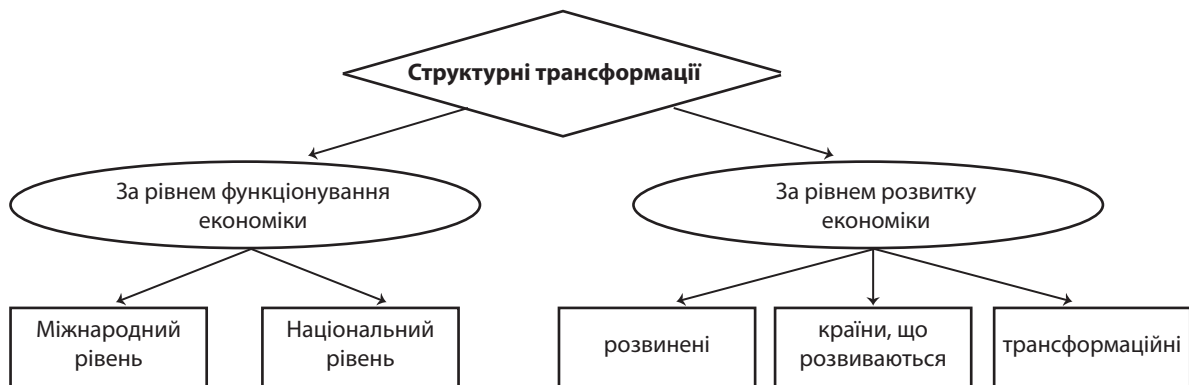 Структурні трансформації
За рівнем функціонування
економіки
За рівнем розвитку
економіки
Міжнародний
рівень
Національний
рівень
розвинені
країни, що
розвиваються
трансформаційні